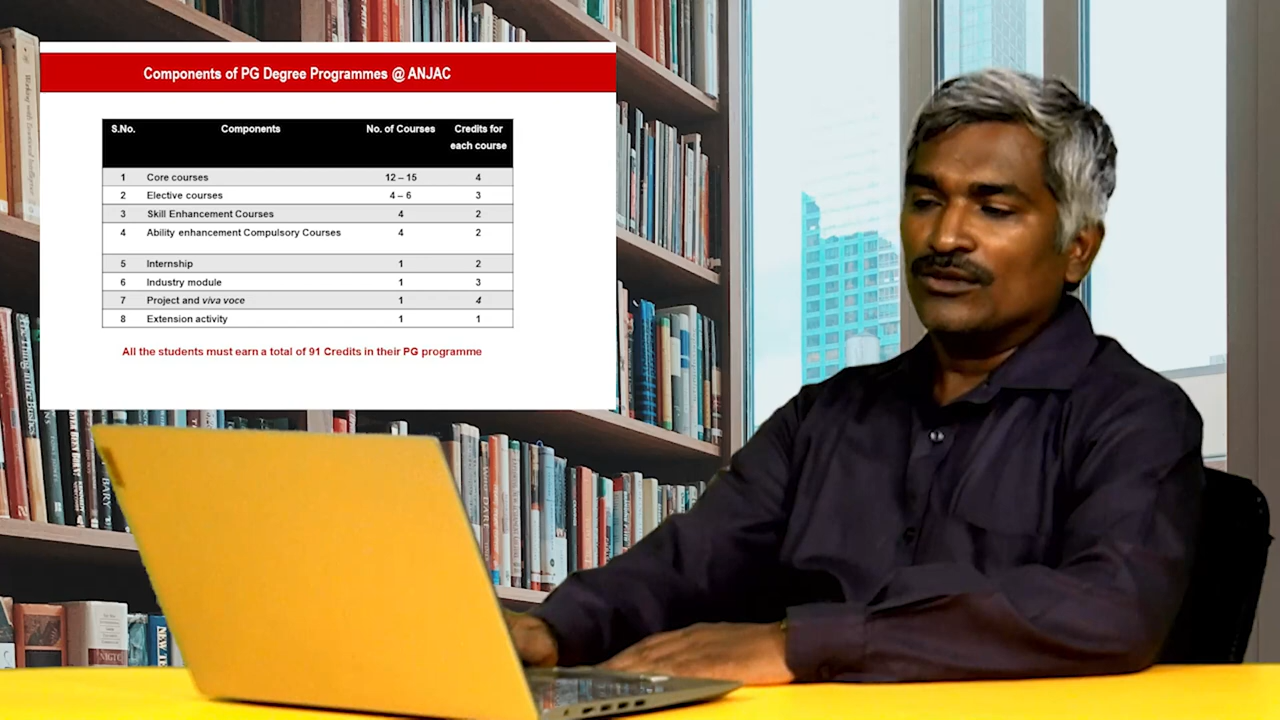 Components of PG Degree Programmes @ ANJAC
S.No. Components No. of Courses Credits for each course
1 Core courses 12 – 15 4
2 Elective courses 4 – 6 3
3 Skill Enhancement Courses 4 2
4 Ability enhancement Compulsory Courses 4 2
5 Internship 1 2
6 Industry module 1 3
7 Project and viva voce 1 4
8 Extension activity 1 1
All the students must earn a total of 91 Credits in their PG programme